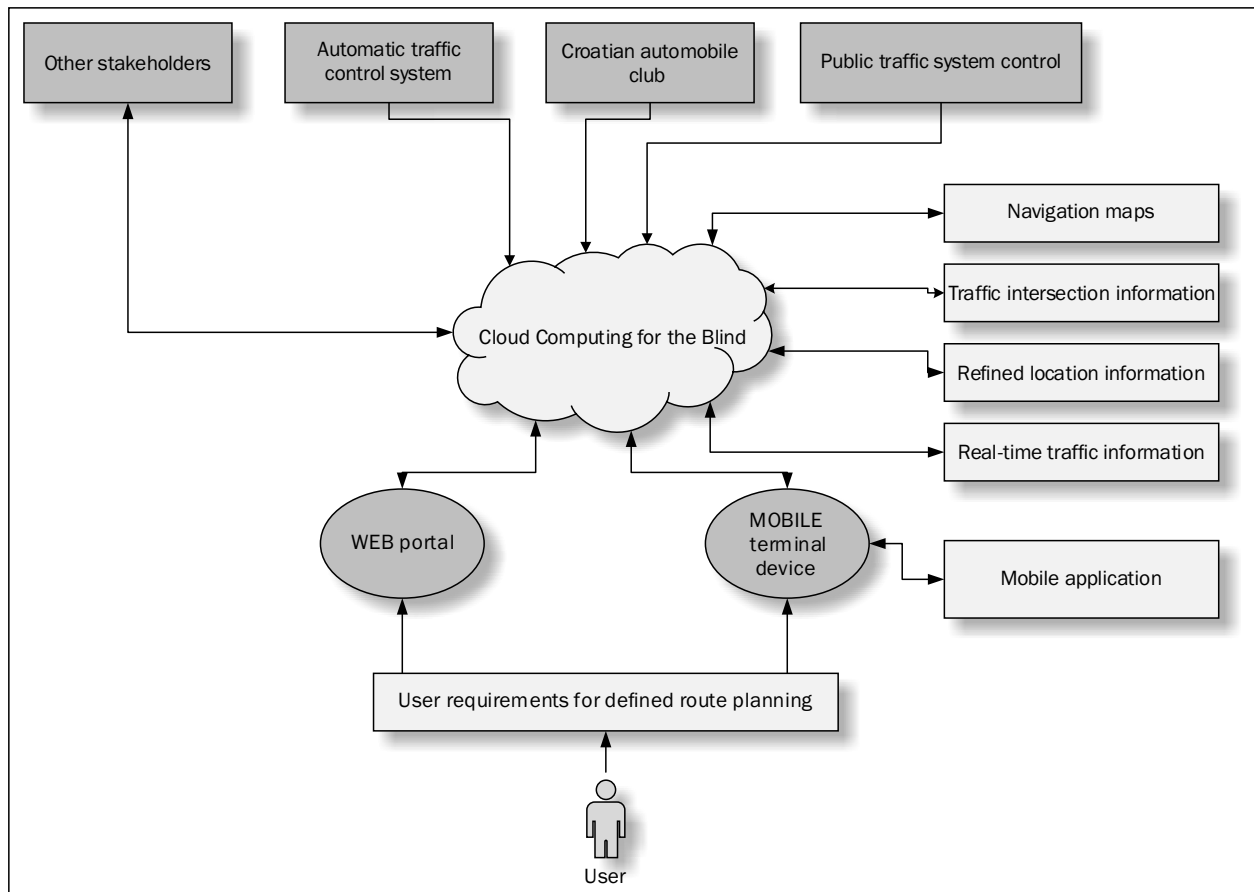 Other stakeholders
Automatic traffic
control system
Croatian automobile
club
Public traffic system control
Navigation maps
Traffic intersection information
Cloud Computing for the Blind
Refined location information
Real-time traffic information
WEB portal
MOBILE
terminal
device
Mobile application
User requirements for defined route planning
User